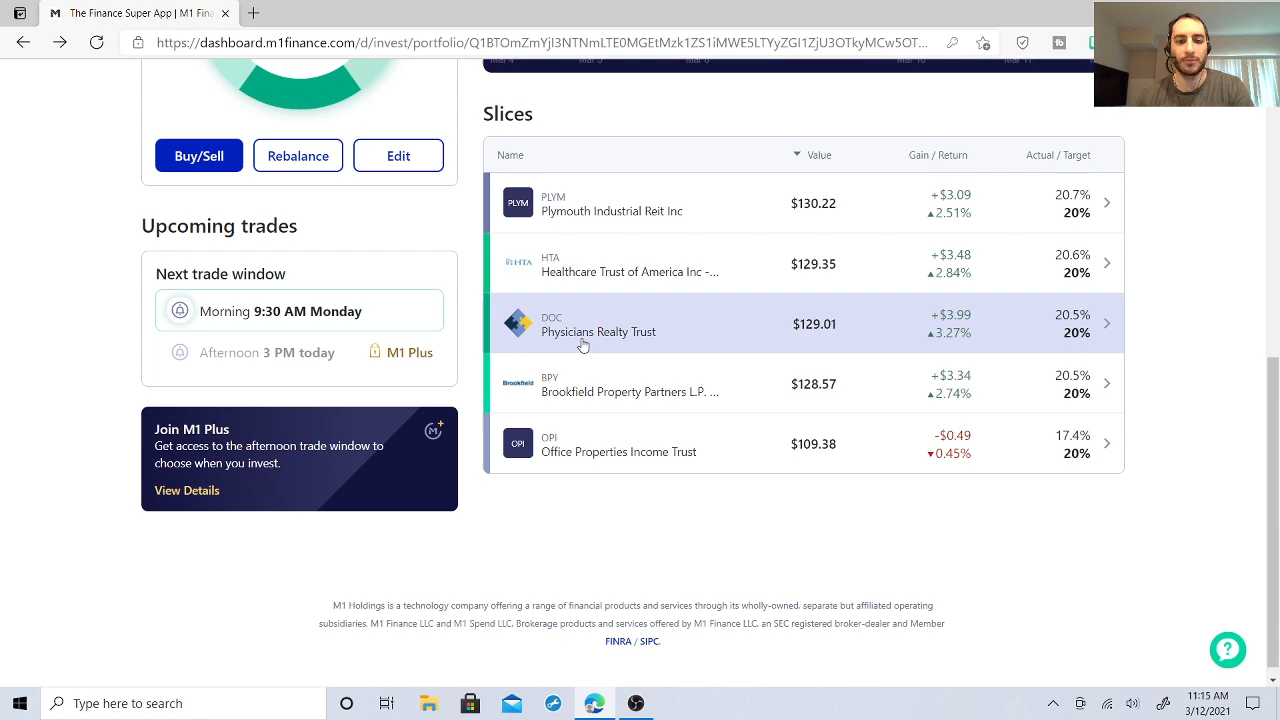 M The Finance Super App | M1 Fina
https://dashboard.m1finance.com/d/invest/portfolio/
Slices
Buy/Sell
Rebalance
Edit
Name
Value
Gain / Return
Actual / Target
PLYM
PLYM
Plymouth Industrial Reit Inc
$130.22
+$3.09
▲2.51%
20.7%
20%
HTA
HTA
Healthcare Trust of America Inc -...
$129.35
+$3.48
▲2.84%
20.6%
20%
DOC
Physicians Realty Trust
$129.01
+$3.99
▲3.27%
20.5%
20%
Brookfield
BPY
Brookfield Property Partners L.P. ...
$128.57
+$3.34
▲2.74%
20.5%
20%
OPI
OPI
Office Properties Income Trust
$109.38
-$0.49
▼0.45%
17.4%
20%
Upcoming trades
Next trade window
Morning 9:30 AM Monday
Afternoon 3 PM today
M1 Plus
Join M1 Plus
Get access to the afternoon trade window to
choose when you invest.
View Details
M1 Holdings is a technology company offering a range of financial products and services through its wholly-owned, separate but affiliated operating
subsidiaries, M1 Finance LLC and M1 Spend LLC. Brokerage products and services offered by M1 Finance LLC, an SEC registered broker-dealer and Member
FINRA / SIPC.
Type here to search
11:15 AM
3/12/2021